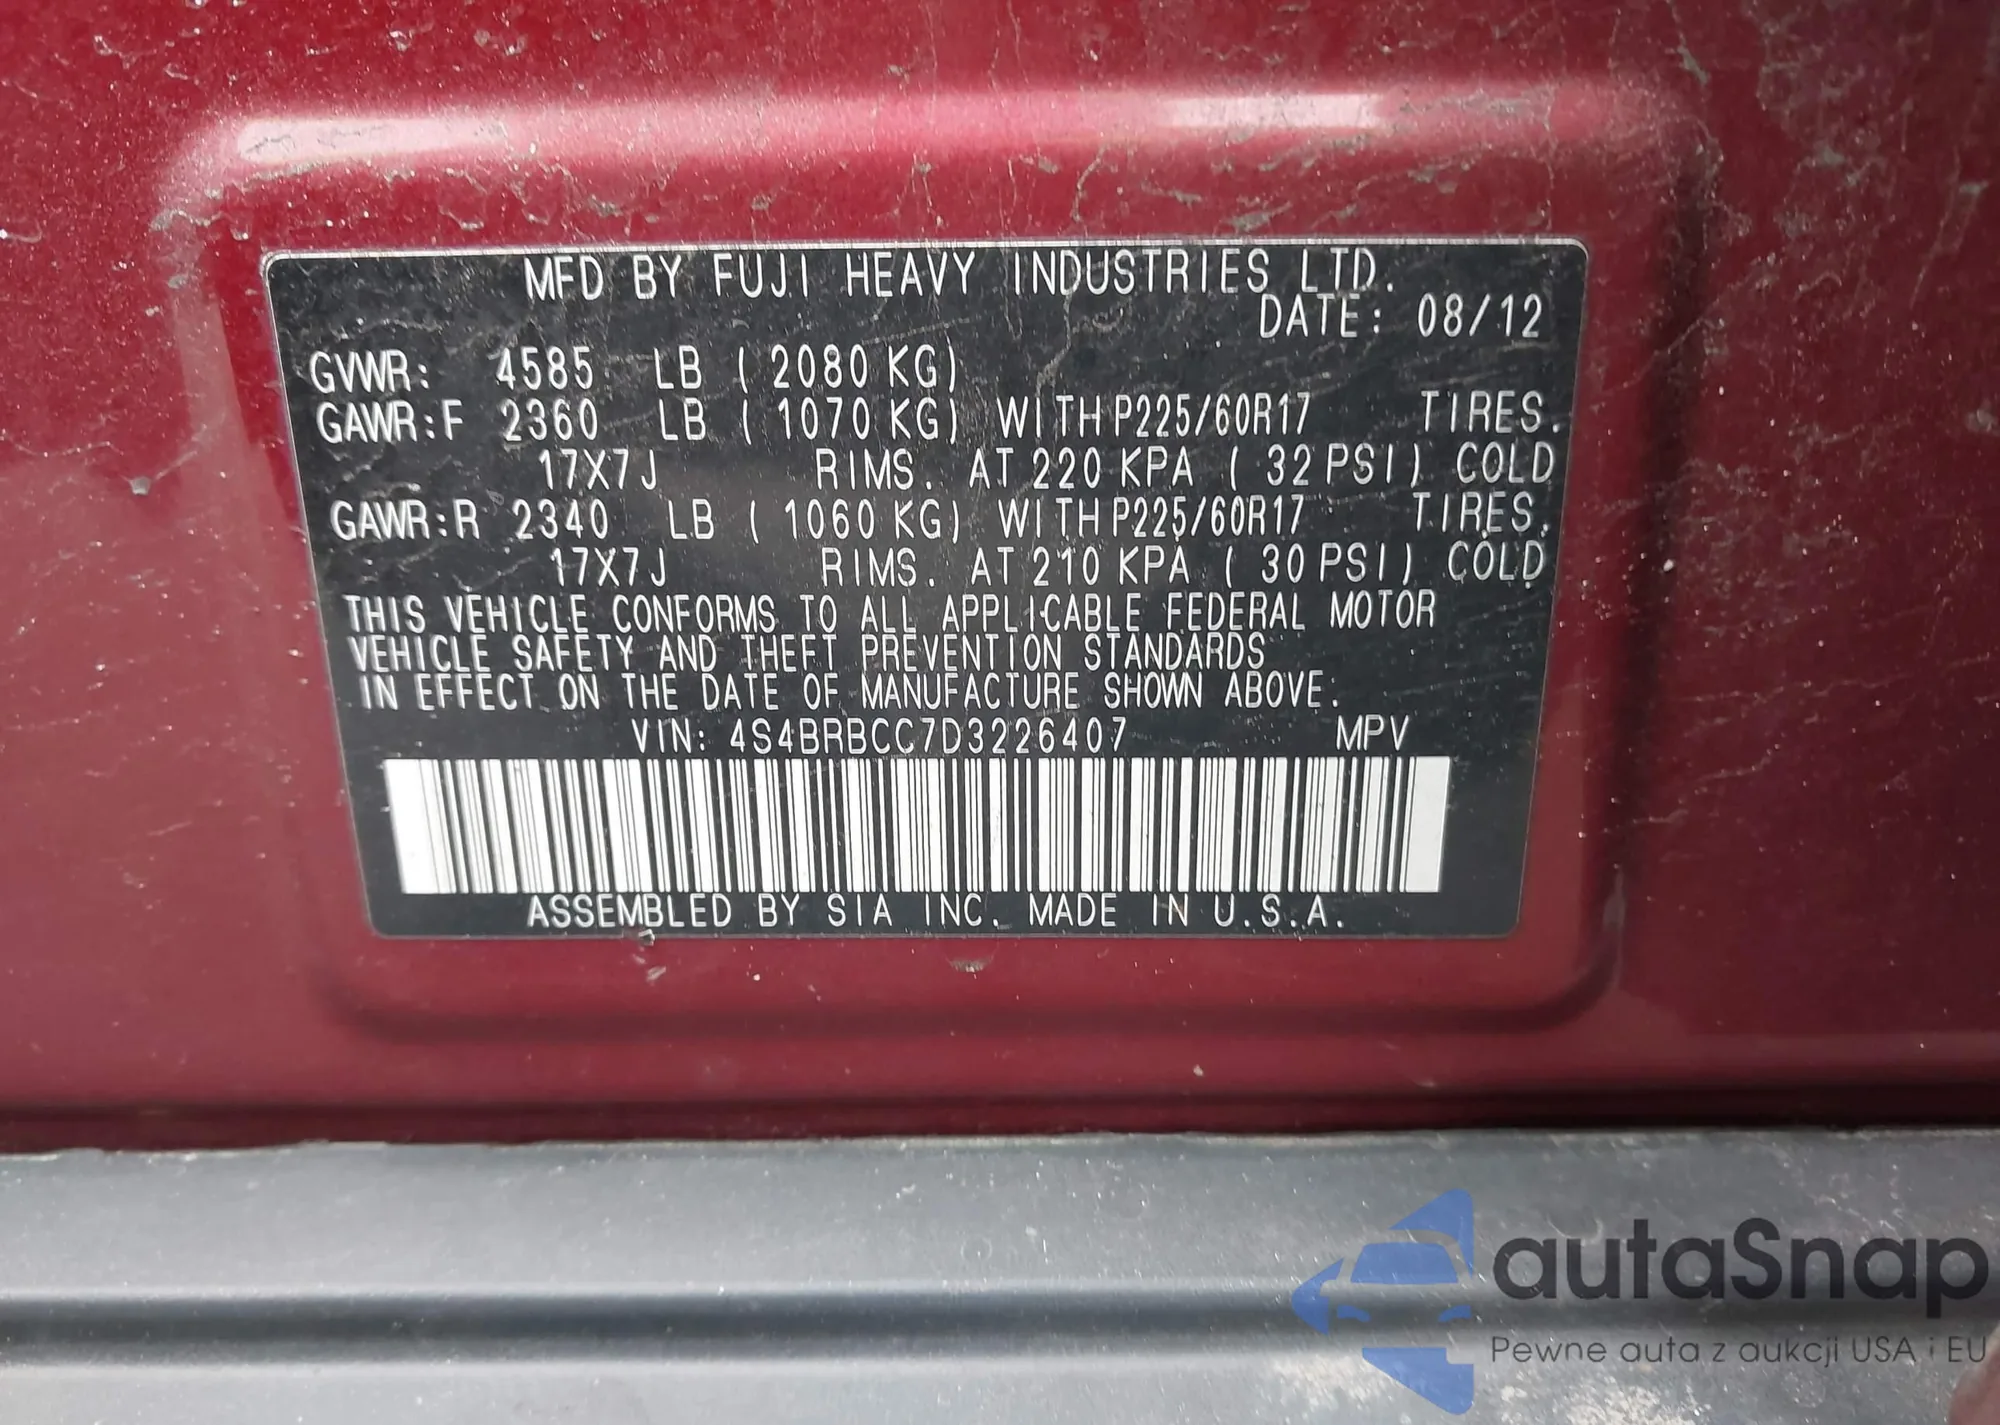 MFD BY FUJI HEAVY INDUSTRIES LTD.
DATE: 08/12
GVWR: 4585 LB ( 2080 KG)
GAWR:F 2360 LB ( 1070 KG) WITH P225/60R17 TIRES.
17X7J RIMS. AT 220 KPA ( 32 PSI) COLD
GAWR:R 2340 LB ( 1060 KG) WITH P225/60R17 TIRES.
17X7J RIMS. AT 210 KPA ( 30 PSI) COLD
THIS VEHICLE CONFORMS TO ALL APPLICABLE FEDERAL MOTOR
VEHICLE SAFETY AND THEFT PREVENTION STANDARDS
IN EFFECT ON THE DATE OF MANUFACTURE SHOWN ABOVE.
VIN: 4S4BRBCC7D3226407 MPV
ASSEMBLED BY SIA INC. MADE IN U.S.A.
autaSnap
Pewne auta z aukcji USA i EU